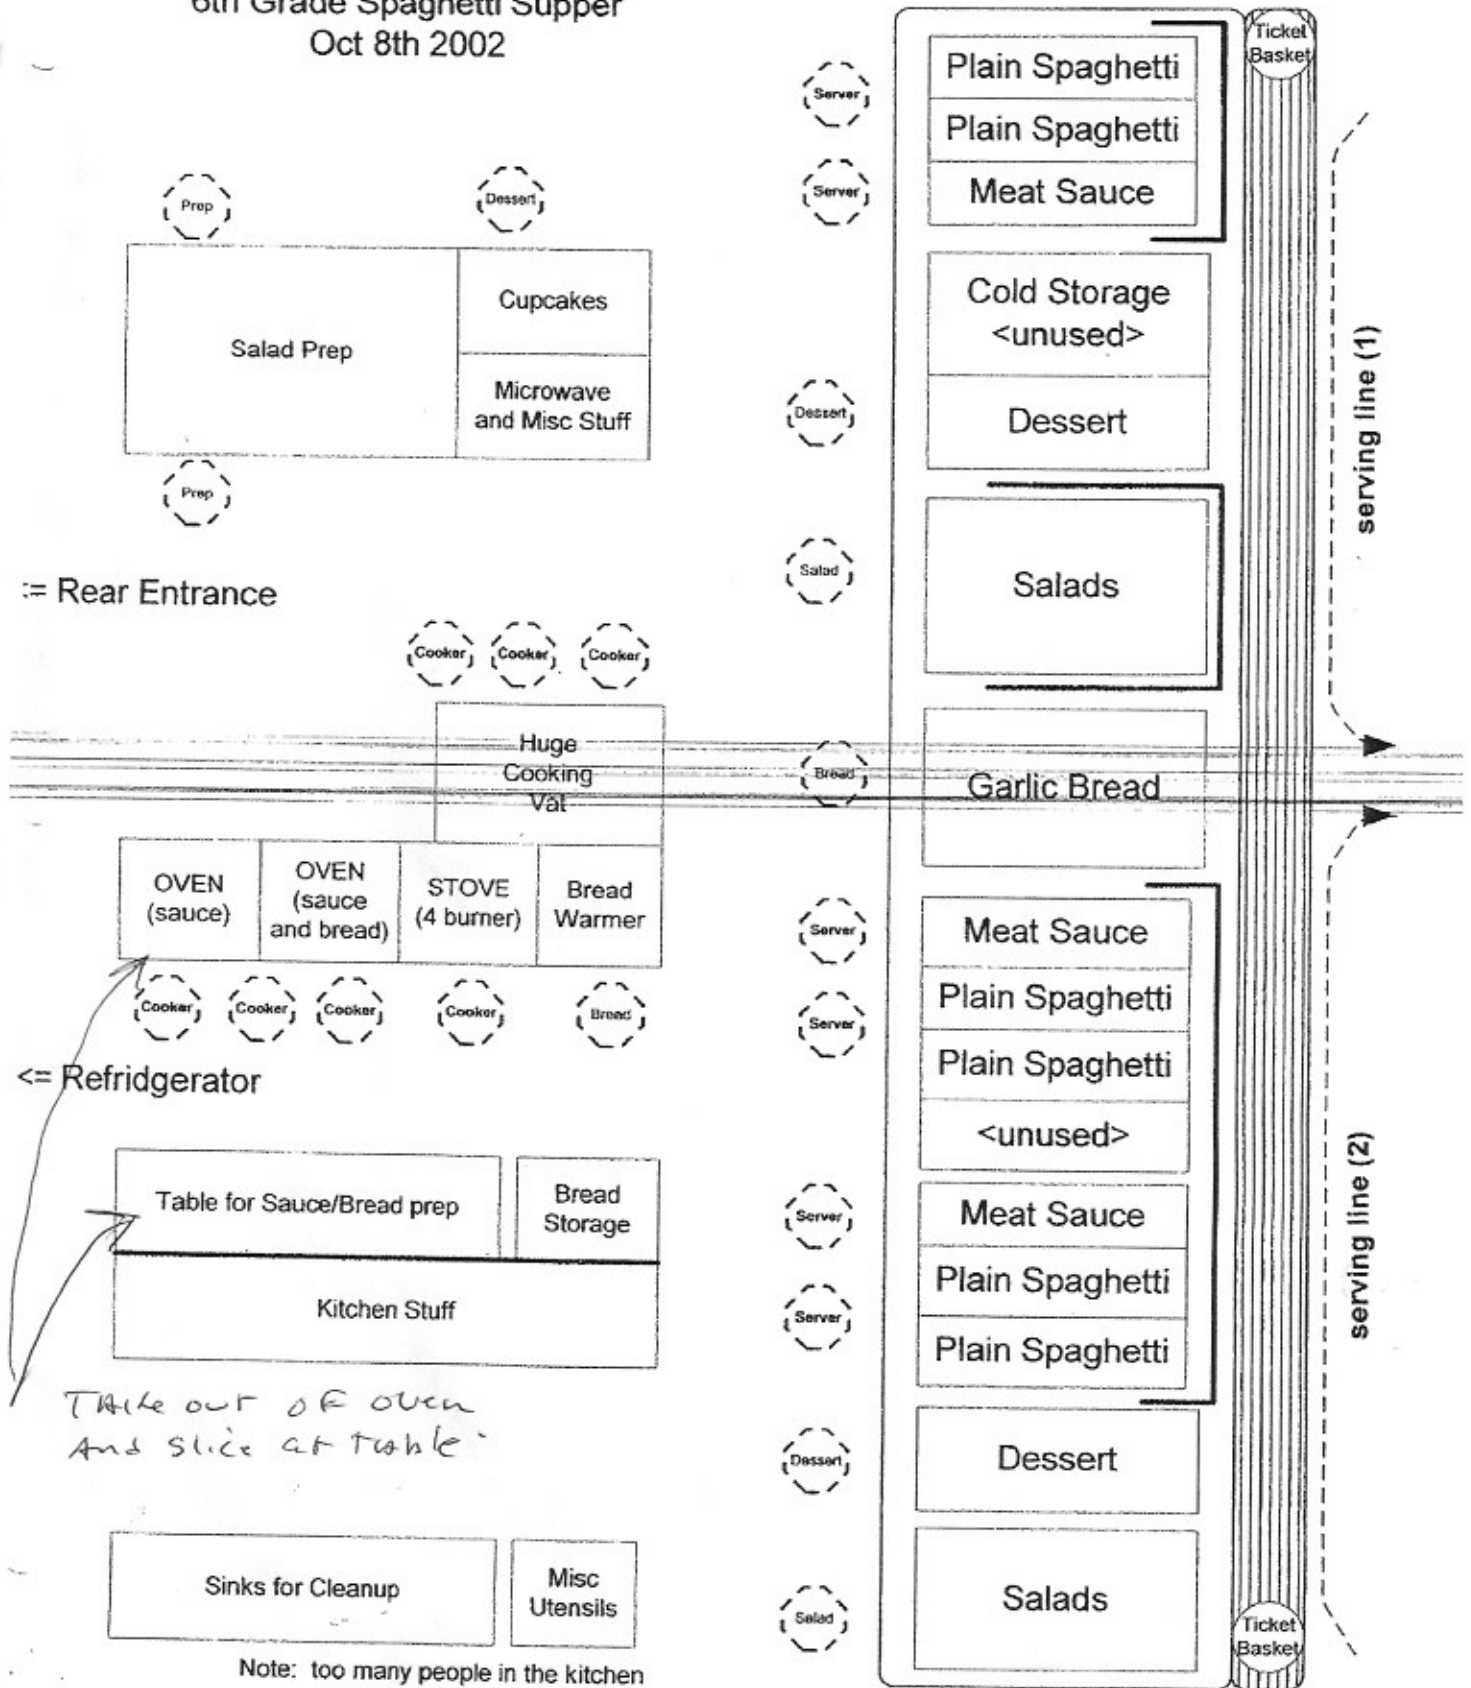 6th Grade Spaghetti Supper
Oct 8th 2002
Prep
Dessert
Salad Prep
Cupcakes
Microwave
and Misc Stuff
Prep
:= Rear Entrance
Cooker
Cooker
Cooker
Huge
Cooking
Vat
OVEN
(sauce)
OVEN
(sauce
and bread)
STOVE
(4 burner)
Bread
Warmer
Cooker
Cooker
Cooker
Cooker
Bread
<= Refridgerator
Table for Sauce/Bread prep
Bread
Storage
Kitchen Stuff
TAKE out OF oven
And slice at table
Sinks for Cleanup
Misc
Utensils
Note: too many people in the kitchen
Server
Server
Dessert
Salad
Bread
Server
Server
Server
Server
Dessert
Salad
Plain Spaghetti
Plain Spaghetti
Meat Sauce
Cold Storage
<unused>
Dessert
Salads
Garlic Bread
Meat Sauce
Plain Spaghetti
Plain Spaghetti
<unused>
Meat Sauce
Plain Spaghetti
Plain Spaghetti
Dessert
Salads
Ticket
Basket
serving line (1)
serving line (2)
Ticket
Basket